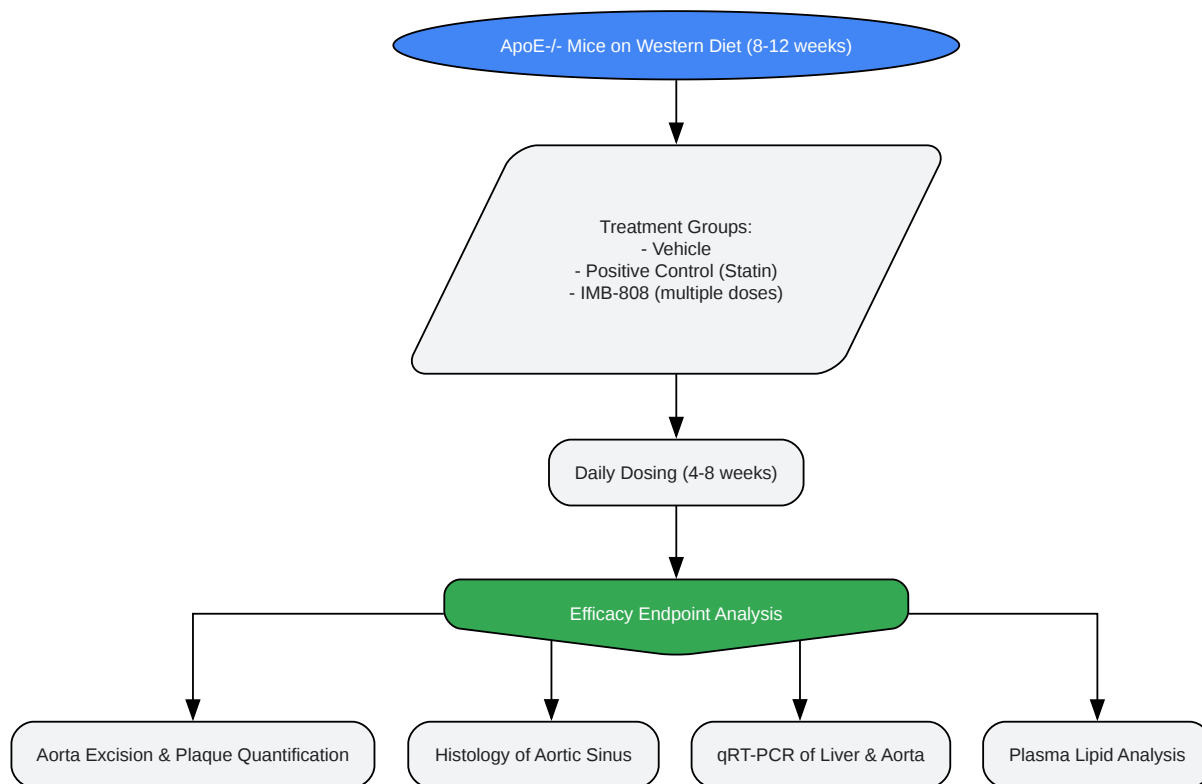 ApoE-/- Mice on Western Diet (8-12 weeks)
Treatment Groups:
- Vehicle
- Positive Control (Statin)
- IMB-808 (multiple doses)
Daily Dosing (4-8 weeks)
Efficacy Endpoint Analysis
Aorta Excision & Plaque Quantification
Histology of Aortic Sinus
qRT-PCR of Liver & Aorta
Plasma Lipid Analysis